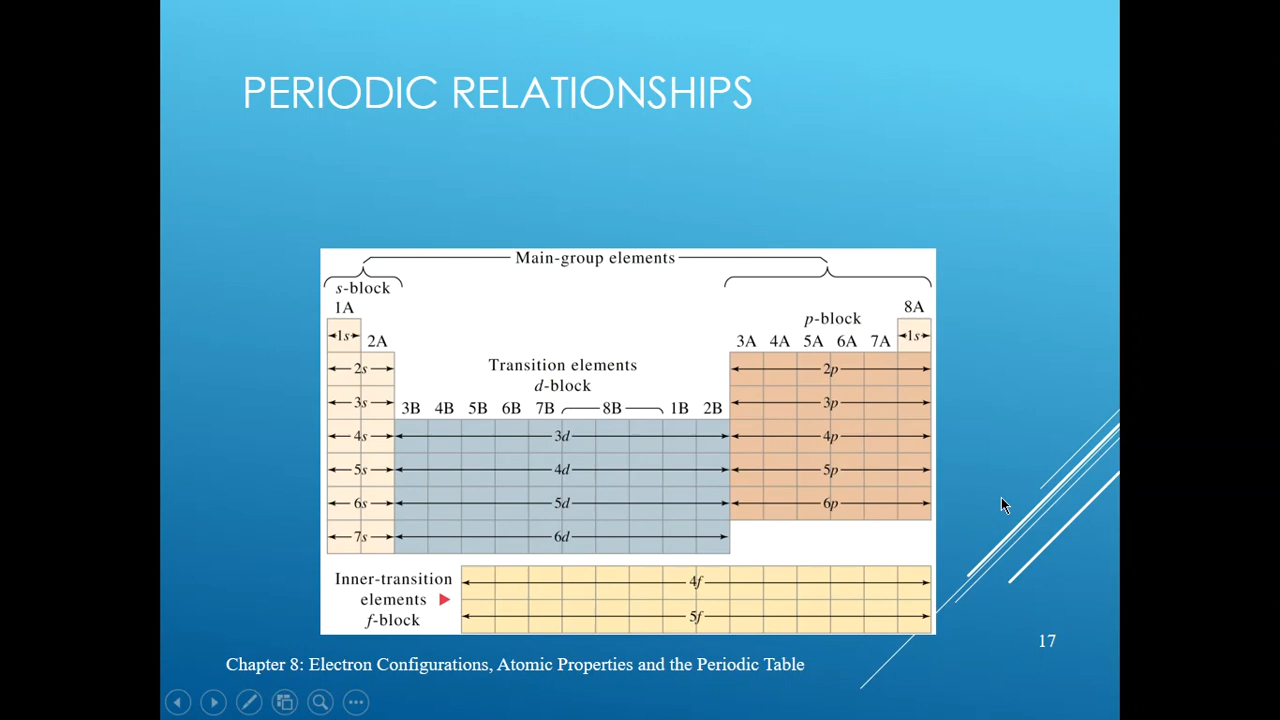 PERIODIC RELATIONSHIPS
Main-group elements
s-block
1A
8A
1s
2A
p-block
1s
3A 4A 5A 6A 7A
Transition elements
d-block
2s
2p
3s
3p
3B 4B 5B 6B 7B 8B 1B 2B
4s
3d
4p
5s
4d
5p
6s
5d
6p
7s
6d
Inner-transition
elements
f-block
4f
5f
17
Chapter 8: Electron Configurations, Atomic Properties and the Periodic Table